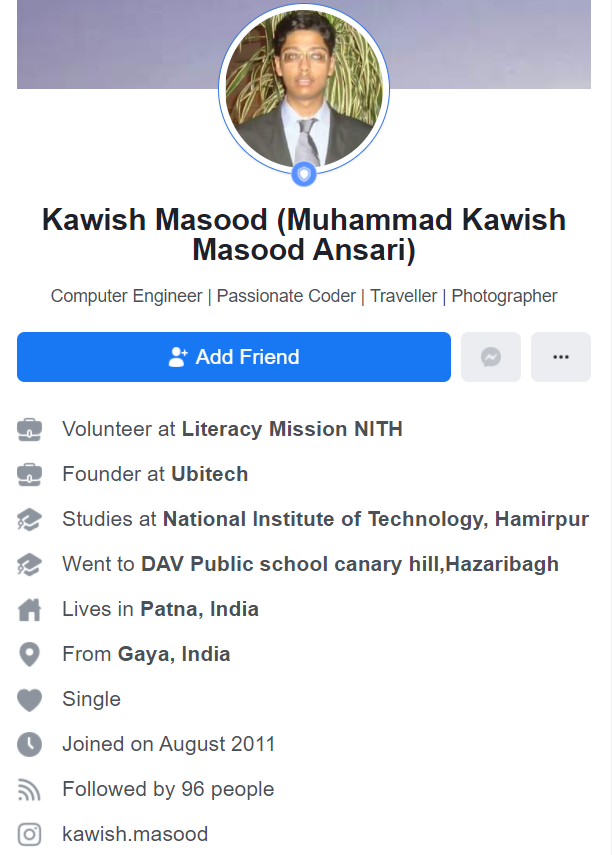 Kawish Masood (Muhammad Kawish
Masood Ansari)
Computer Engineer | Passionate Coder | Traveller | Photographer
Add Friend
Volunteer at Literacy Mission NITH
Founder at Ubitech
Studies at National Institute of Technology, Hamirpur
Went to DAV Public school canary hill,Hazaribagh
Lives in Patna, India
From Gaya, India
Single
Joined on August 2011
Followed by 96 people
kawish.masood